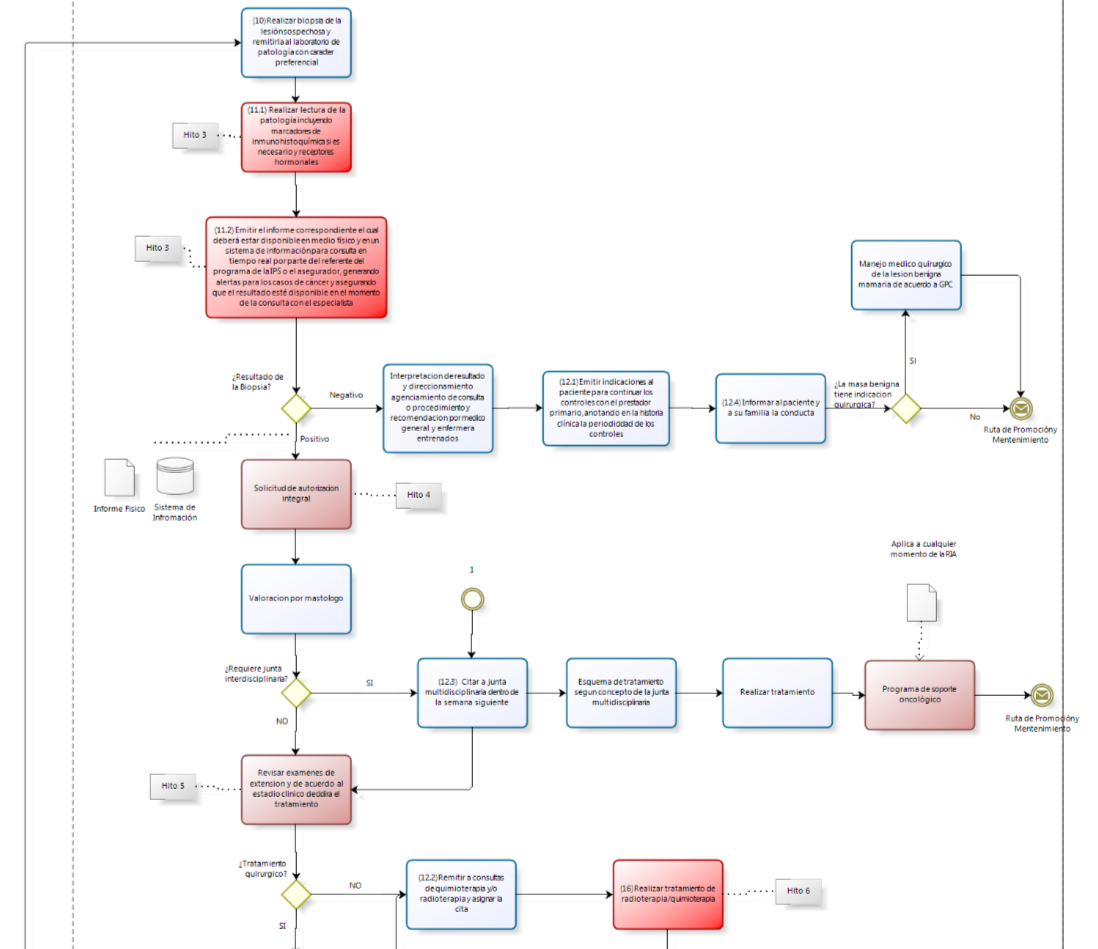 (10)Realizar biopsia de la
lesión sospechosa y
remitirla al laboratorio de
patología con caracter
preferencial
(11.1) Realizar lectura de la
patología incluyendo
marcadores de
inmunohistoquímica si es
necesario y receptores
hormonales
Hito 3
(11.2) Emitir el informe correspondiente el cual
deberá estar disponible en medio físico y en un
sistema de información para consulta en
tiempo real por parte del referente del
programa de la IPS o el asegurador, generando
alertas para los casos de cáncer y asegurando
que el resultado esté disponible en el momento
de la consulta con el especialista
Hito 3
Manejo medico quirurgico
de la lesion benigna
mamaria de acuerdo a GPC
Si
¿Resultado de
la Biopsia?
Negativo
Interpretacion de resultado
y direccionamiento
agenciamiento de consulta
o procedimiento y
recomendacion por medico
general y enfermera
entrenados
(12.1) Emitir indicaciones al
paciente para continuar los
controles con el prestador
primario, anotando en la historia
clínica la periodiddad de los
controles
(12.4) Informar al paciente y
a su familia la conducta
¿La masa benigna
tiene indicacion
quirurgica?
No
Ruta de Promocióny
Mentenimiento
Positivo
Informe Fisico
Sistema de
Infromación
Solicitud de autorizacion
integral
Hito 4
Aplica a cualquier
momento de la RIA
Valoracion por mastologo
1
¿Requiere junta
interdisciplinaria?
SI
NO
(12.3) Citar a junta
multidisciplinaria dentro de
la semana siguiente
Esquema de tratamiento
segun concepto de la junta
multidisciplinaria
Realizar tratamiento
Programa de soporte
oncológico
Ruta de Promocióny
Mentenimiento
Revisar examenes de
extension y de acuerdo al
estadio clinico decidira el
tratamiento
Hito 5
¿Tratamiento
quirurgico?
NO
SI
(12.2)Remitir a consultas
de quimioterapia y/o
radioterapia y asignar la
cita
(16) Realizar tratamiento de
radioterapia/quimioterapia
Hito 6